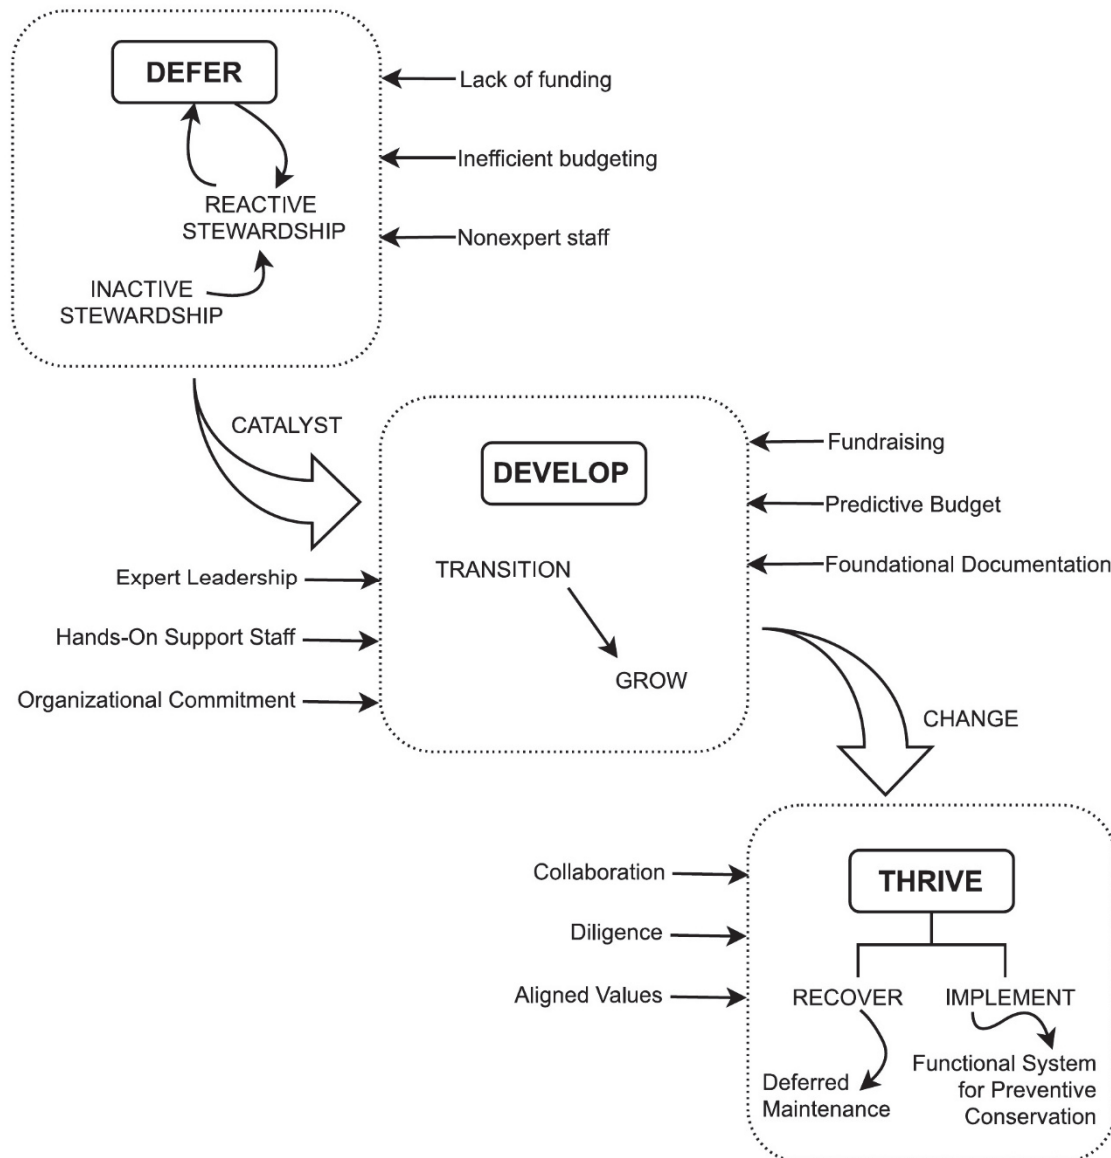 DEFER
Lack of funding
Inefficient budgeting
REACTIVE
STEWARDSHIP
Nonexpert staff
INACTIVE
STEWARDSHIP
CATALYST
DEVELOP
Fundraising
Predictive Budget
Foundational Documentation
Expert Leadership
Hands-On Support Staff
Organizational Commitment
TRANSITION
GROW
CHANGE
Collaboration
Diligence
Aligned Values
THRIVE
RECOVER
IMPLEMENT
Deferred
Maintenance
Functional System
for Preventive
Conservation